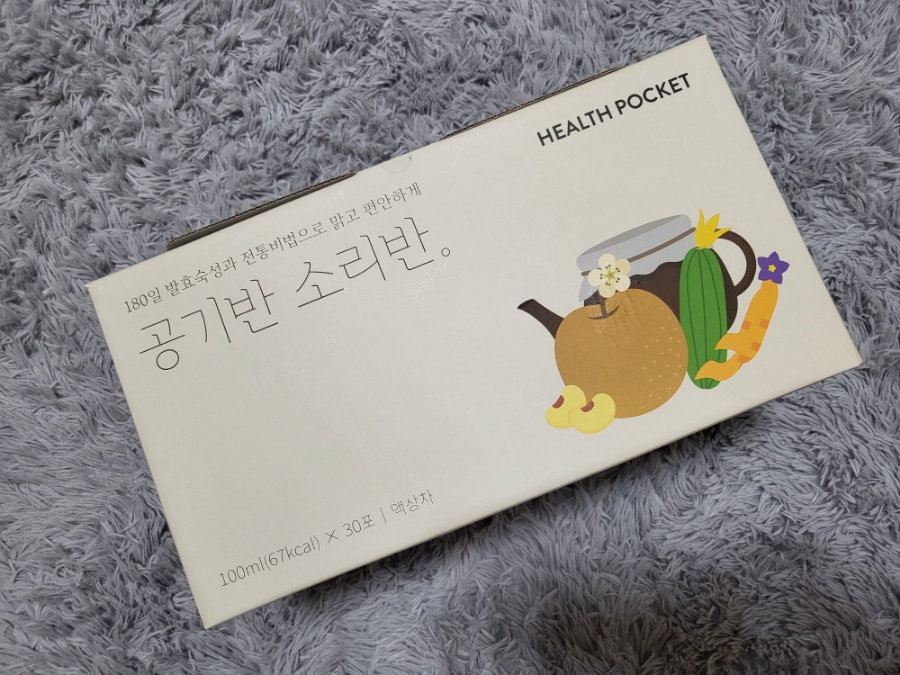 HEALTH POCKET
180일 발효숙성과 전통비법으로 맑고 편안하게
공기반 소리반。
100ml(67kcal) × 30포 | 액상차